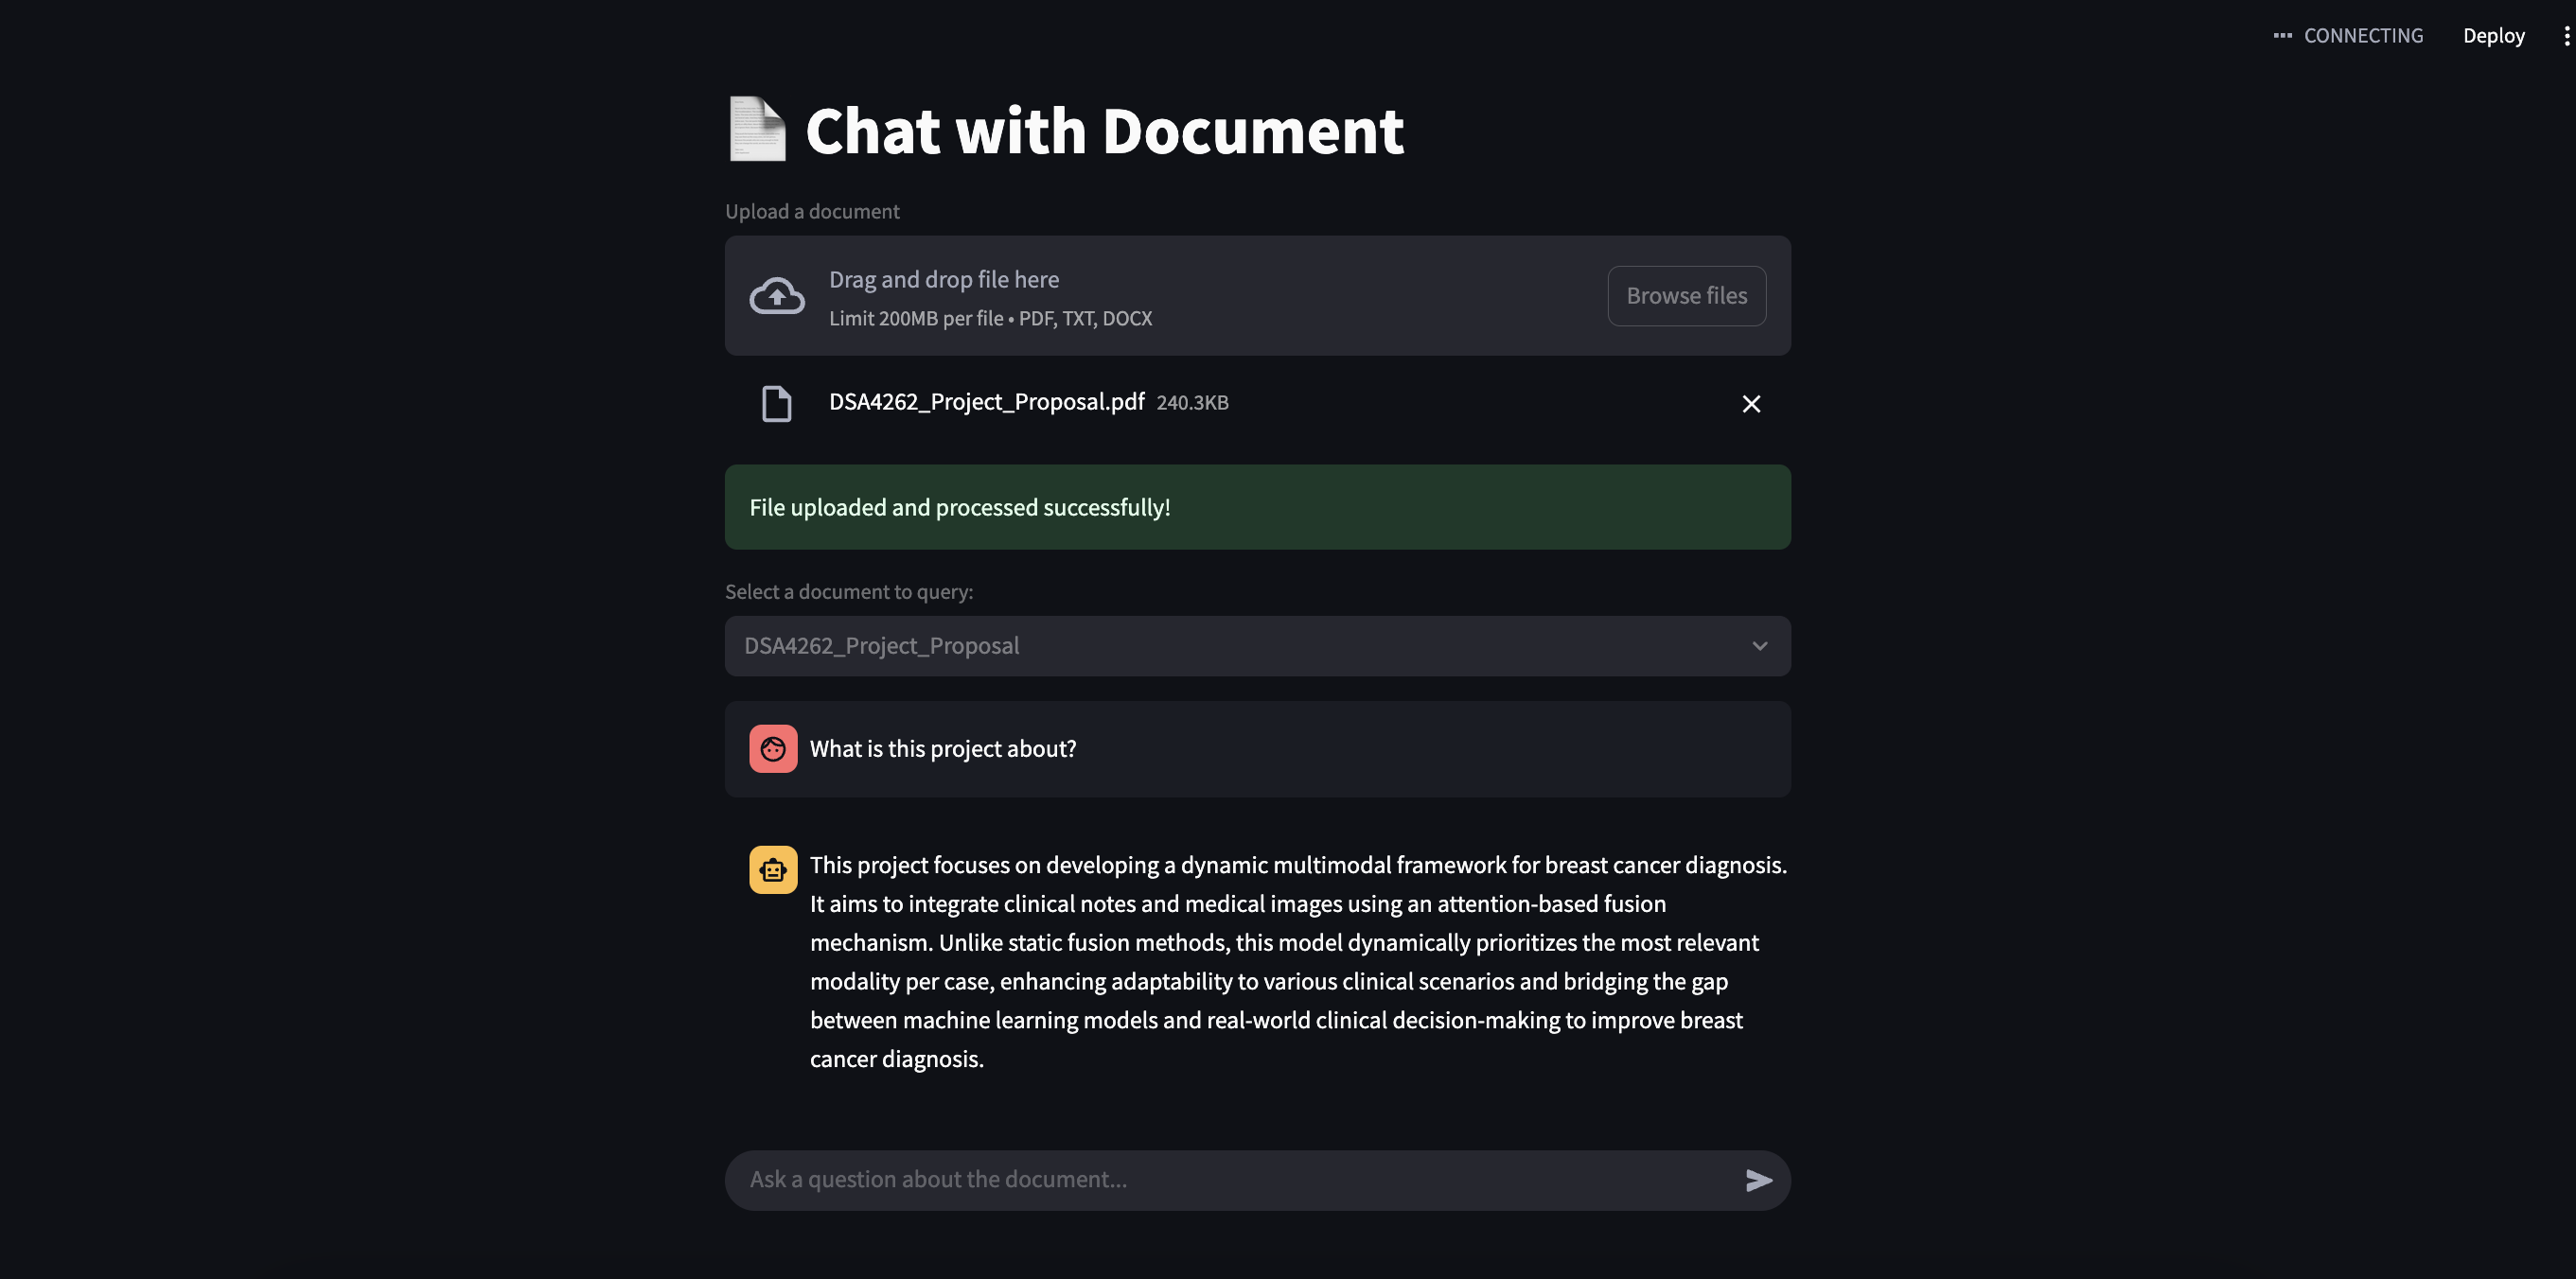 CONNECTING Deploy
Chat with Document
Upload a document
Drag and drop file here
Limit 200MB per file • PDF, TXT, DOCX
Browse files
DSA4262_Project_Proposal.pdf 240.3KB
File uploaded and processed successfully!
Select a document to query:
DSA4262_Project_Proposal
What is this project about?
This project focuses on developing a dynamic multimodal framework for breast cancer diagnosis.
It aims to integrate clinical notes and medical images using an attention-based fusion
mechanism. Unlike static fusion methods, this model dynamically prioritizes the most relevant
modality per case, enhancing adaptability to various clinical scenarios and bridging the gap
between machine learning models and real-world clinical decision-making to improve breast
cancer diagnosis.
Ask a question about the document...